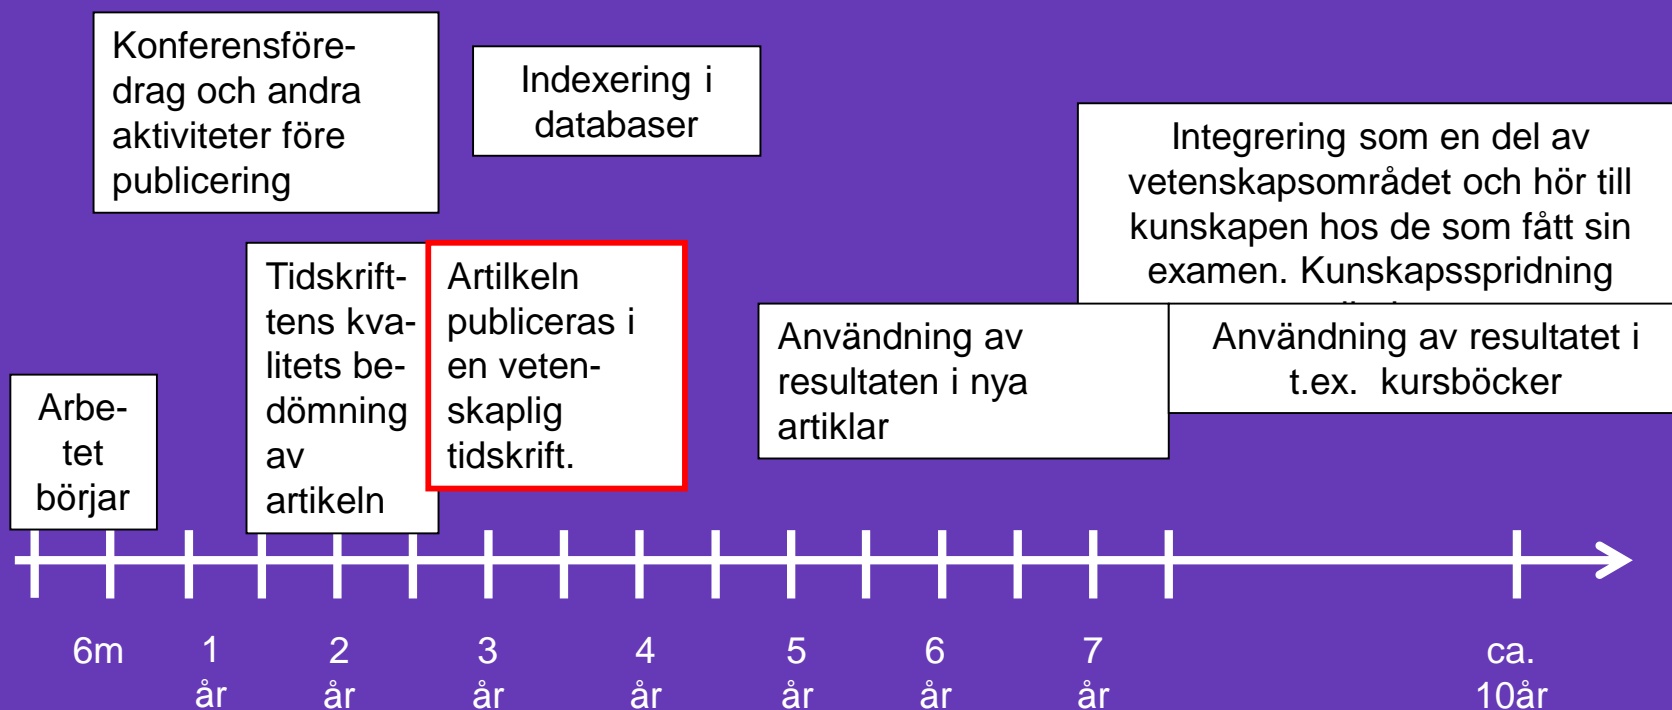 Konferensföre-
drag och andra
aktiviteter före
publicering
Indexering i
databaser
Integrering som en del av
vetenskapsområdet och hör till
kunskapen hos de som fått sin
examen. Kunskapsspridning
Tidskrift-
tens kva-
litets be-
dömning
av
artikeln
Artilkeln
publiceras i
en veten-
skaplig
tidskrift.
Användning av
resultaten i nya
artiklar
Användning av resultatet i
t.ex. kursböcker
Arbe-
tet
börjar
6m
1
år
2
år
3
år
4
år
5
år
6
år
7
år
ca.
10år